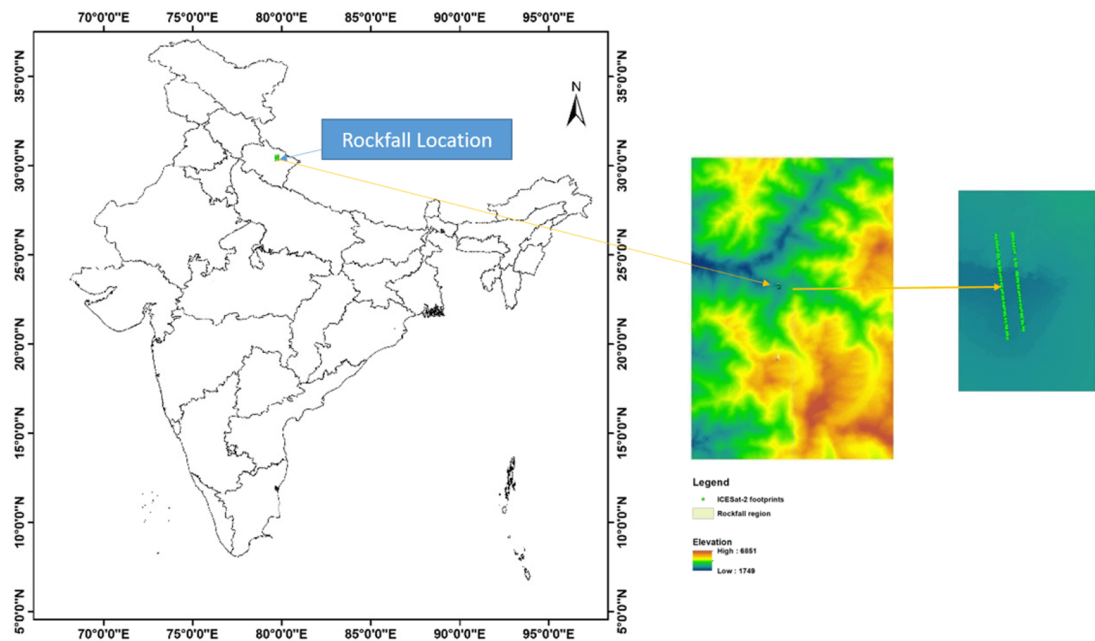 70°0'0"E 75°0'0"E 80°0'0"E 85°0'0"E 90°0'0"E 95°0'0"E
35°0'0"N
30°0'0"N
25°0'0"N
20°0'0"N
15°0'0"N
10°0'0"N
5°0'0"N
N
Rockfall Location
35°0'0"N
30°0'0"N
25°0'0"N
20°0'0"N
15°0'0"N
10°0'0"N
5°0'0"N
70°0'0"E 75°0'0"E 80°0'0"E 85°0'0"E 90°0'0"E 95°0'0"E
Legend
ICESat-2 footprints
Rockfall region
Elevation
High : 6851
Low : 1749